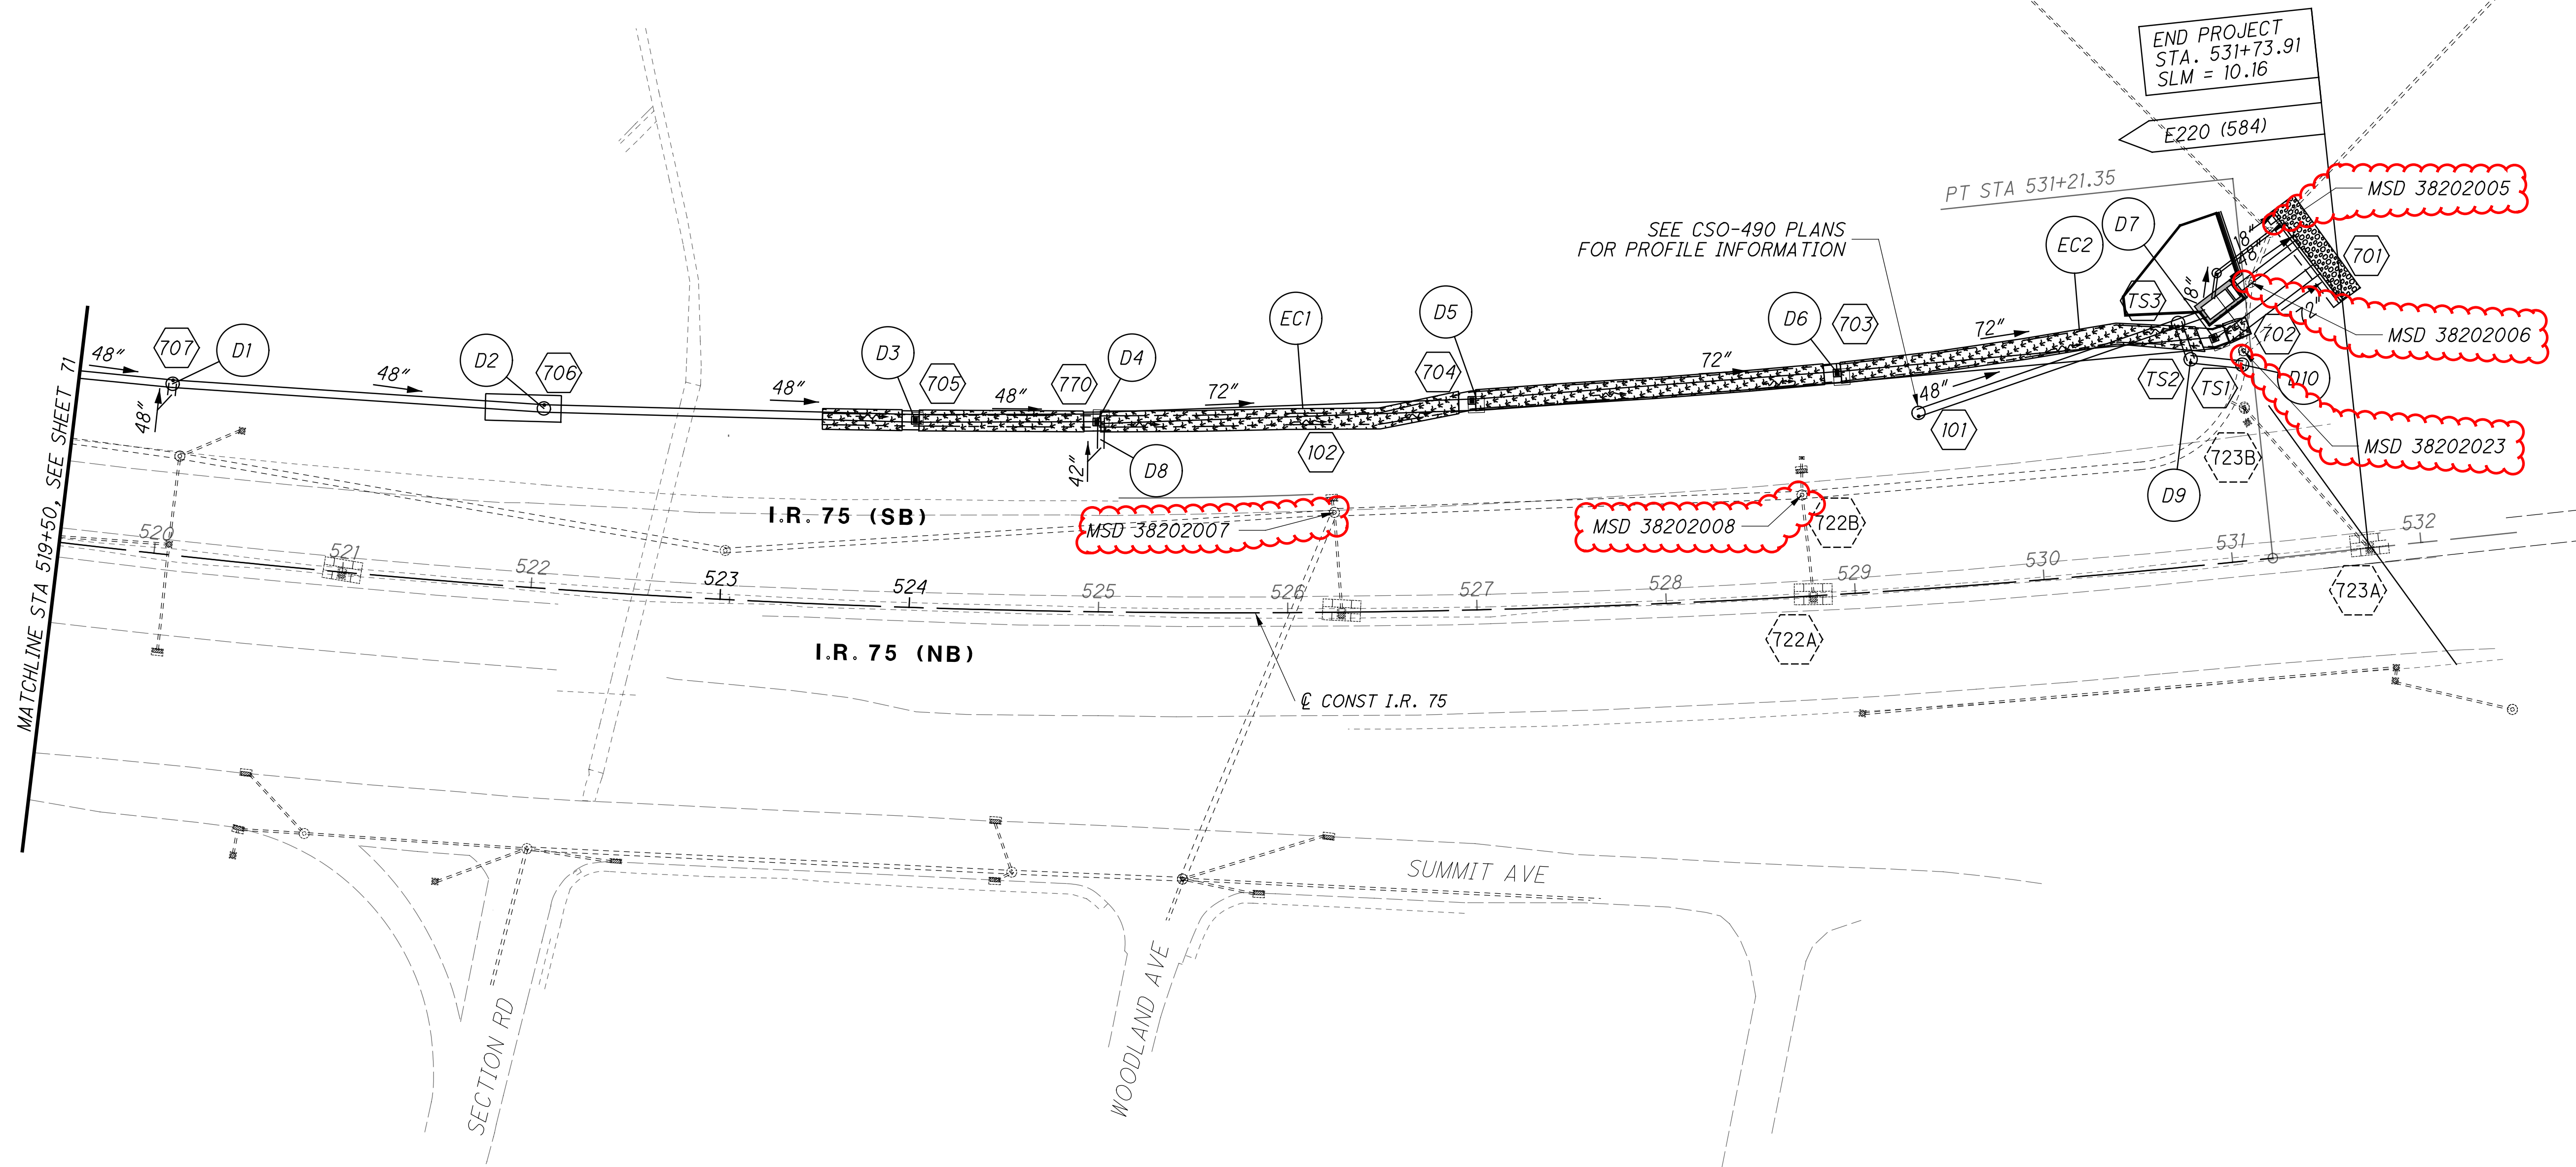 END PROJECT
STA. 531+73.91
SLM = 10.16
E220 (584)
MSD 38202005
PT STA 531+21.35
SEE CSO-490 PLANS
FOR PROFILE INFORMATION
D7
EC2
18"
48"
701
8"
TS3
72"
MSD 38202006
702
MATCHLINE STA 519+50, SEE SHEET 71
48"
707
D1
48"
48"
D2
706
48"
D3
705
48"
770
D4
72"
EC1
D5
704
72"
D6
703
72"
48"
101
TS2
TS1
D10
MSD 38202023
723B
D9
42"
D8
102
I.R. 75 (SB)
MSD 38202007
MSD 38202008
722B
520
521
522
523
524
525
526
527
528
529
530
531
532
722A
723A
I.R. 75 (NB)
℄ CONST I.R. 75
SUMMIT AVE
SECTION RD
WOODLAND AVE